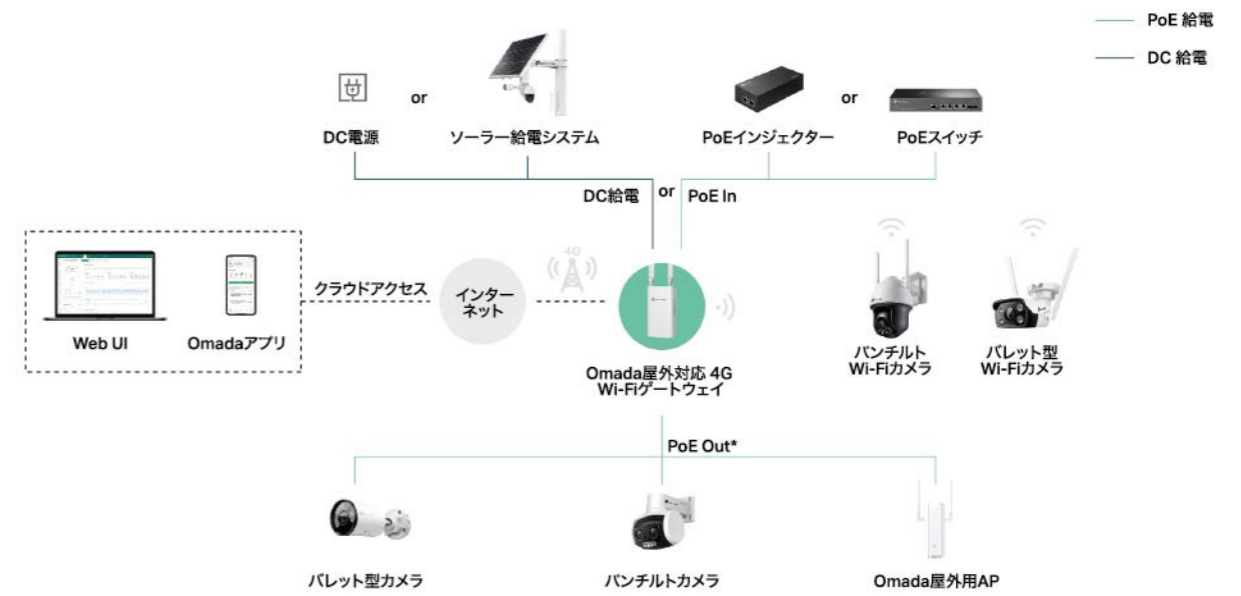 PoE 給電
DC 給電
or
or
DC電源
ソーラー給電システム
PoEインジェクター
PoEスイッチ
DC給電
or
PoE In
4G
クラウドアクセス
インター
ネット
Web UI
Omadaアプリ
Omada屋外対応 4G
Wi-Fiゲートウェイ
パンチルト
Wi-Fiカメラ
バレット型
Wi-Fiカメラ
PoE Out*
バレット型カメラ
パンチルトカメラ
Omada屋外用AP